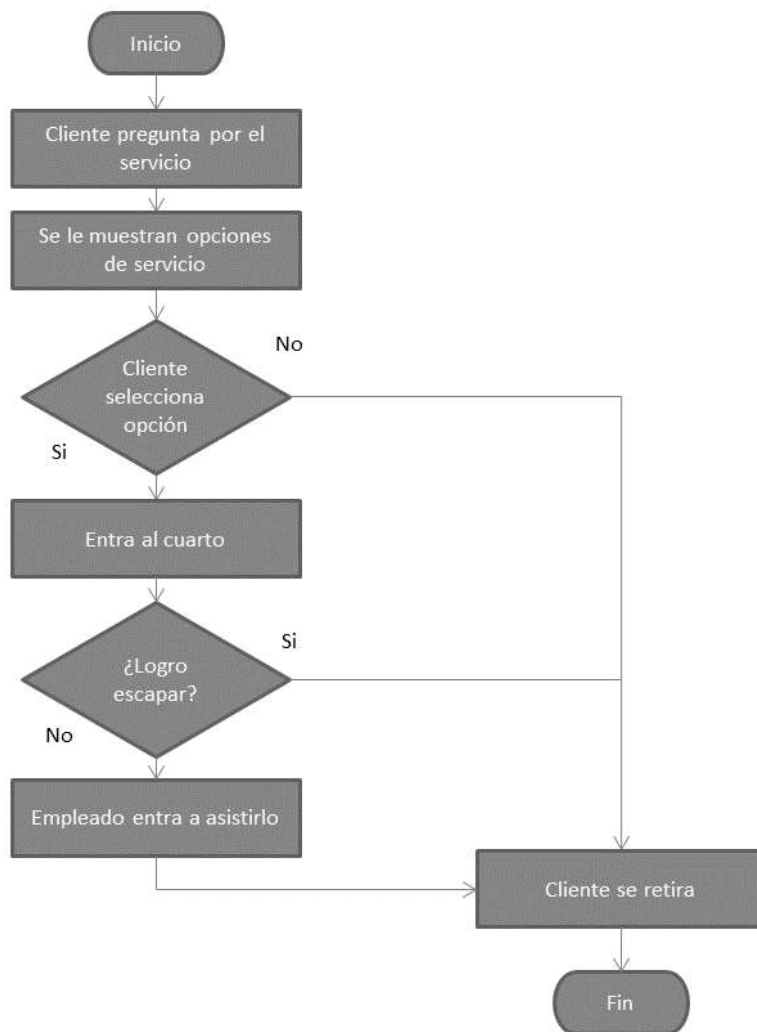 Inicio
Cliente pregunta por el
servicio
Se le muestran opciones
de servicio
No
Cliente
selecciona
opción
Si
Entra al cuarto
Si
¿Logro
escapar?
No
Empleado entra a asistirlo
Cliente se retira
Fin